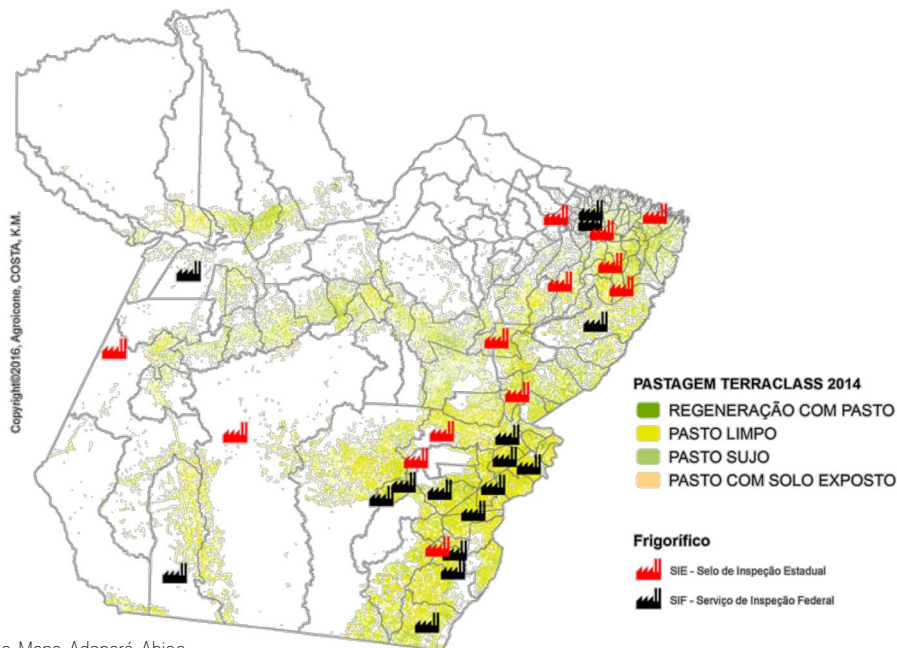 Copyright©2016, Agroicone, COSTA, K.M.
PASTAGEM TERRACLASS 2014
REGENERAÇÃO COM PASTO
PASTO LIMPO
PASTO SUJO
PASTO COM SOLO EXPOSTO
Frigorífico
SIE - Selo de Inspeção Estadual
SIF - Serviço de Inspeção Federal